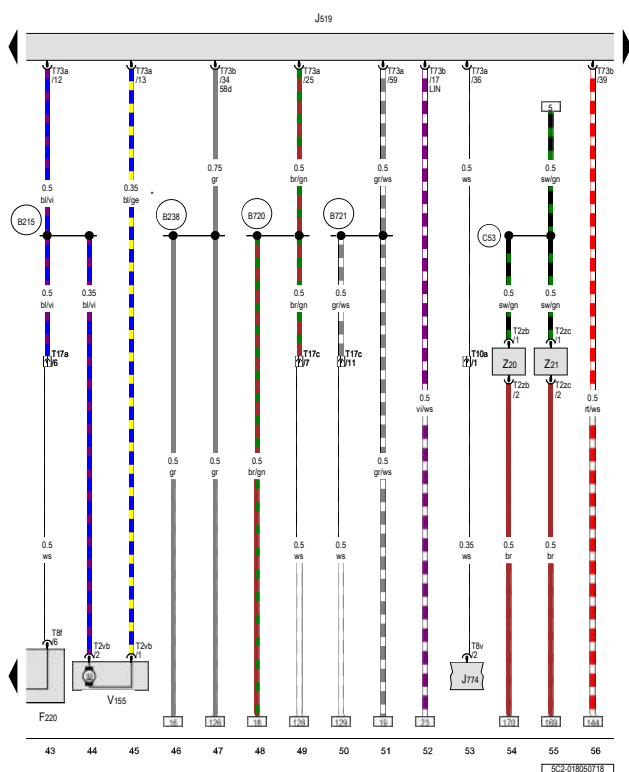 J519
T73a
/12
T73a
/13
T73b
/34
58d
T73a
/25
T73a
/59
T73b
/17
LIN
T73a
/36
T73b
/39
5
0.5
bl/vi
0.35
bl/ge
*
0.75
gr
0.5
br/gn
0.5
gr/ws
0.5
ws
0.5
sw/gn
B215
B238
B720
B721
C53
0.5
bl/vi
0.35
bl/vi
0.5
br/gn
0.5
gr/ws
0.5
sw/gn
0.5
sw/gn
T17a
/6
T17c
/7
T17c
/11
T10a
/1
T2zb
/1
T2zc
/1
Z20
Z21
T2zb
/2
T2zc
/2
0.5
vi/ws
0.5
rt/ws
0.5
gr
0.5
gr
0.5
br/gn
0.5
gr/ws
0.5
ws
0.5
ws
0.5
ws
0.35
ws
0.5
br
0.5
br
T8f
/6
T2vb
/2
T2vb
/1
T8v
/2
M
J774
F220
V155
16
126
18
128
129
19
23
170
169
144
43 44 45 46 47 48 49 50 51 52 53 54 55 56
5C2-018050718